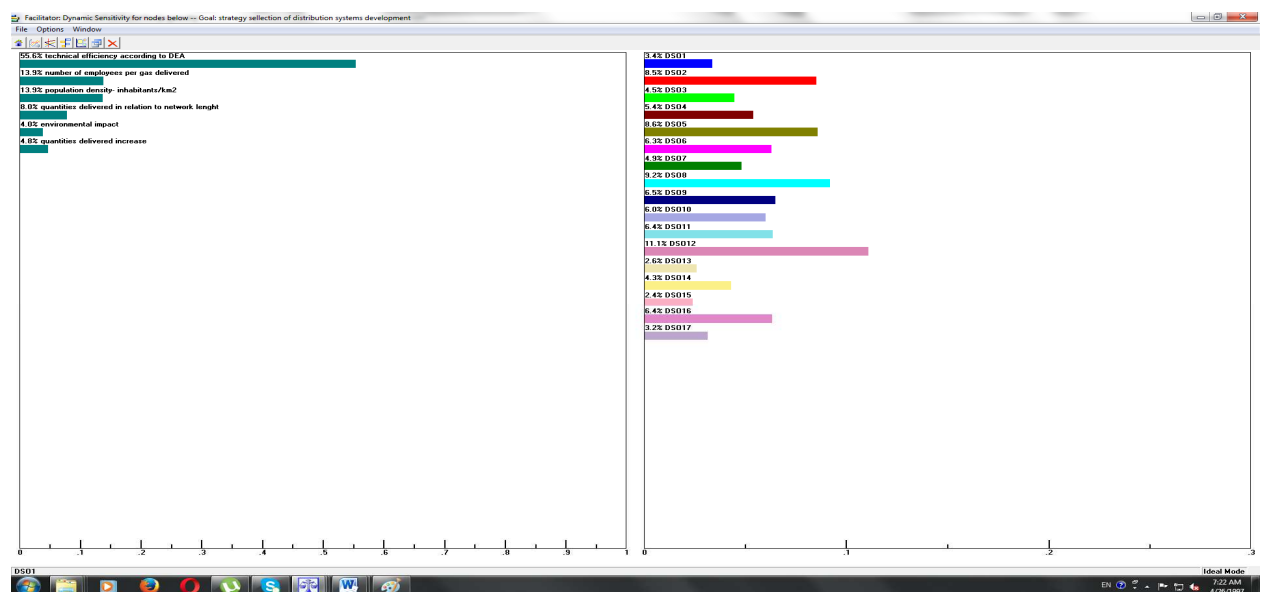 Facilitator: Dynamic Sensitivity for nodes below -- Goal: strategy sellection of distribution systems development
File Options Window
55.6% technical efficiency according to DEA
13.9% number of employees per gas delivered
13.9% population density- inhabitants/km2
8.0% quantities delivered in relation to network lenght
4.0% environmental impact
4.8% quantities delivered increase
0 .1 .2 .3 .4 .5 .6 .7 .8 .9 1
3.4% DSO1
8.5% DSO2
4.5% DSO3
5.4% DSO4
8.6% DSO5
6.3% DSO6
4.9% DSO7
9.2% DSO8
6.5% DSO9
6.0% DSO10
6.4% DSO11
11.1% DSO12
2.6% DSO13
4.3% DSO14
2.4% DSO15
6.4% DSO16
3.2% DSO17
0 .1 .2 .3
DSO1
Ideal Mode
EN
7:22 AM
4/26/1997